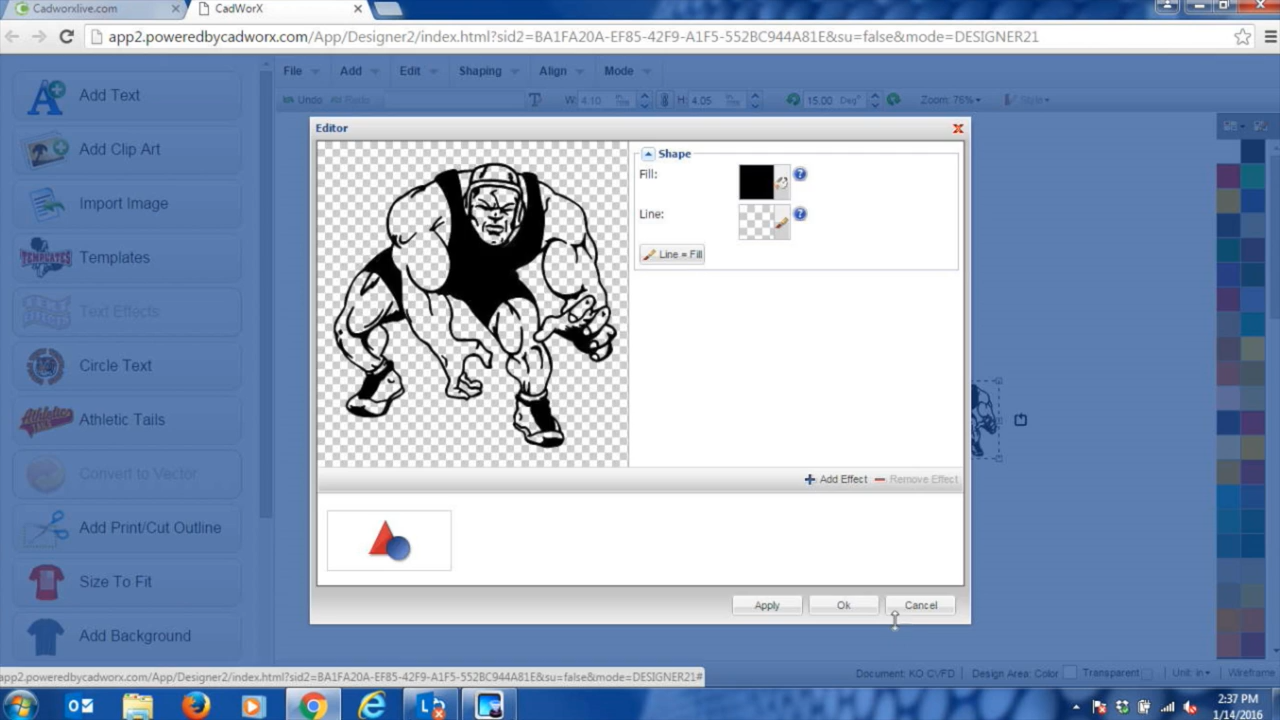 Cadworxlive.com
CadWorX
app2.poweredbycadworx.com/App/Designer2/index.html?sid2=BA1FA20A-EF85-42F9-A1F5-552BC944A81E&su=false&mode=DESIGNER21
File Add Edit Shaping Align Mode
Undo Redo W: 4.10 H: 4.05 15.00 Deg° Zoom: 76% Style
Add Text
Add Clip Art
Import Image
TEMPLATES
Templates
Text Effects
Circle Text
Athletic
Athletic Tails
Convert to Vector
Add Print/Cut Outline
Size To Fit
Add Background
Editor
Shape
Fill:
Line:
Line = Fill
Add Effect Remove Effect
Apply Ok Cancel
app2.poweredbycadworx.com/App/Designer2/index.html?sid2=BA1FA20A-EF85-42F9-A1F5-552BC944A81E&su=false&mode=DESIGNER21#
Document: KO CVFD Design Area: Color Transparent Unit: in Wireframe
2:37 PM
1/14/2016